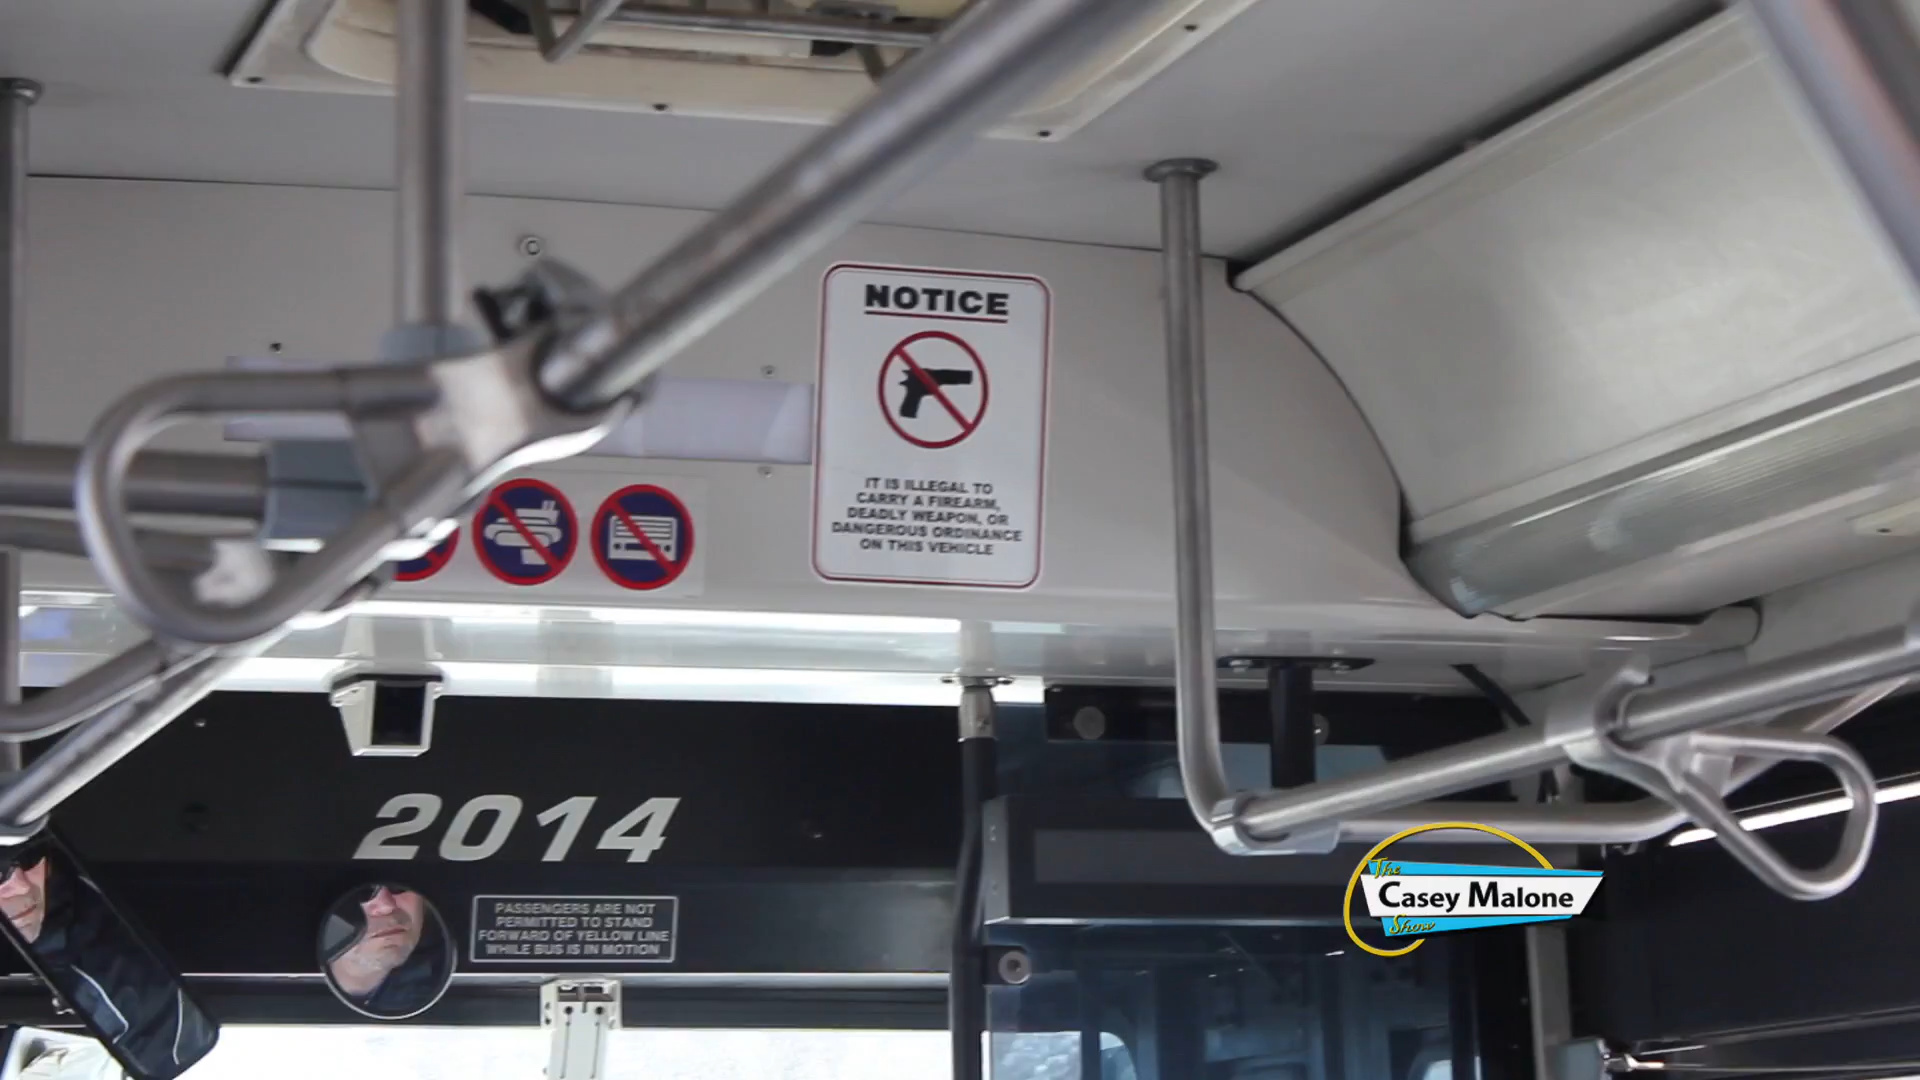 NOTICE
IT IS ILLEGAL TO
CARRY A FIREARM,
DEADLY WEAPON, OR
DANGEROUS ORDINANCE
ON THIS VEHICLE
2014
PASSENGERS ARE NOT
PERMITTED TO STAND
FORWARD OF YELLOW LINE
WHILE BUS IS IN MOTION
The
Casey Malone
Show